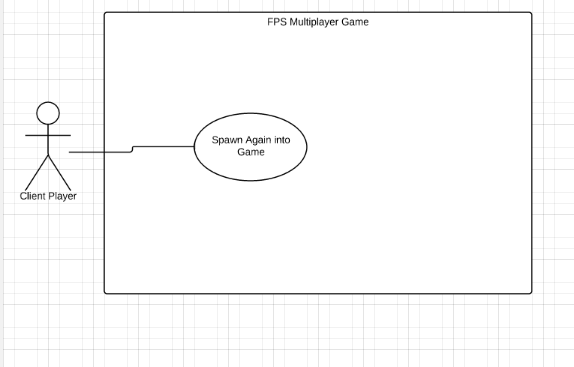 FPS Multiplayer Game
Spawn Again into
Game
Client Player